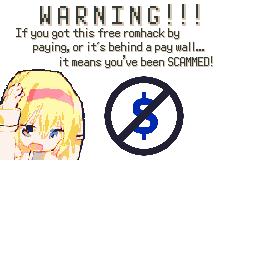 WARNING!!!
If you got this free romhack by
paying, or it's behind a pay wall...
it means you've been SCAMMED!
$